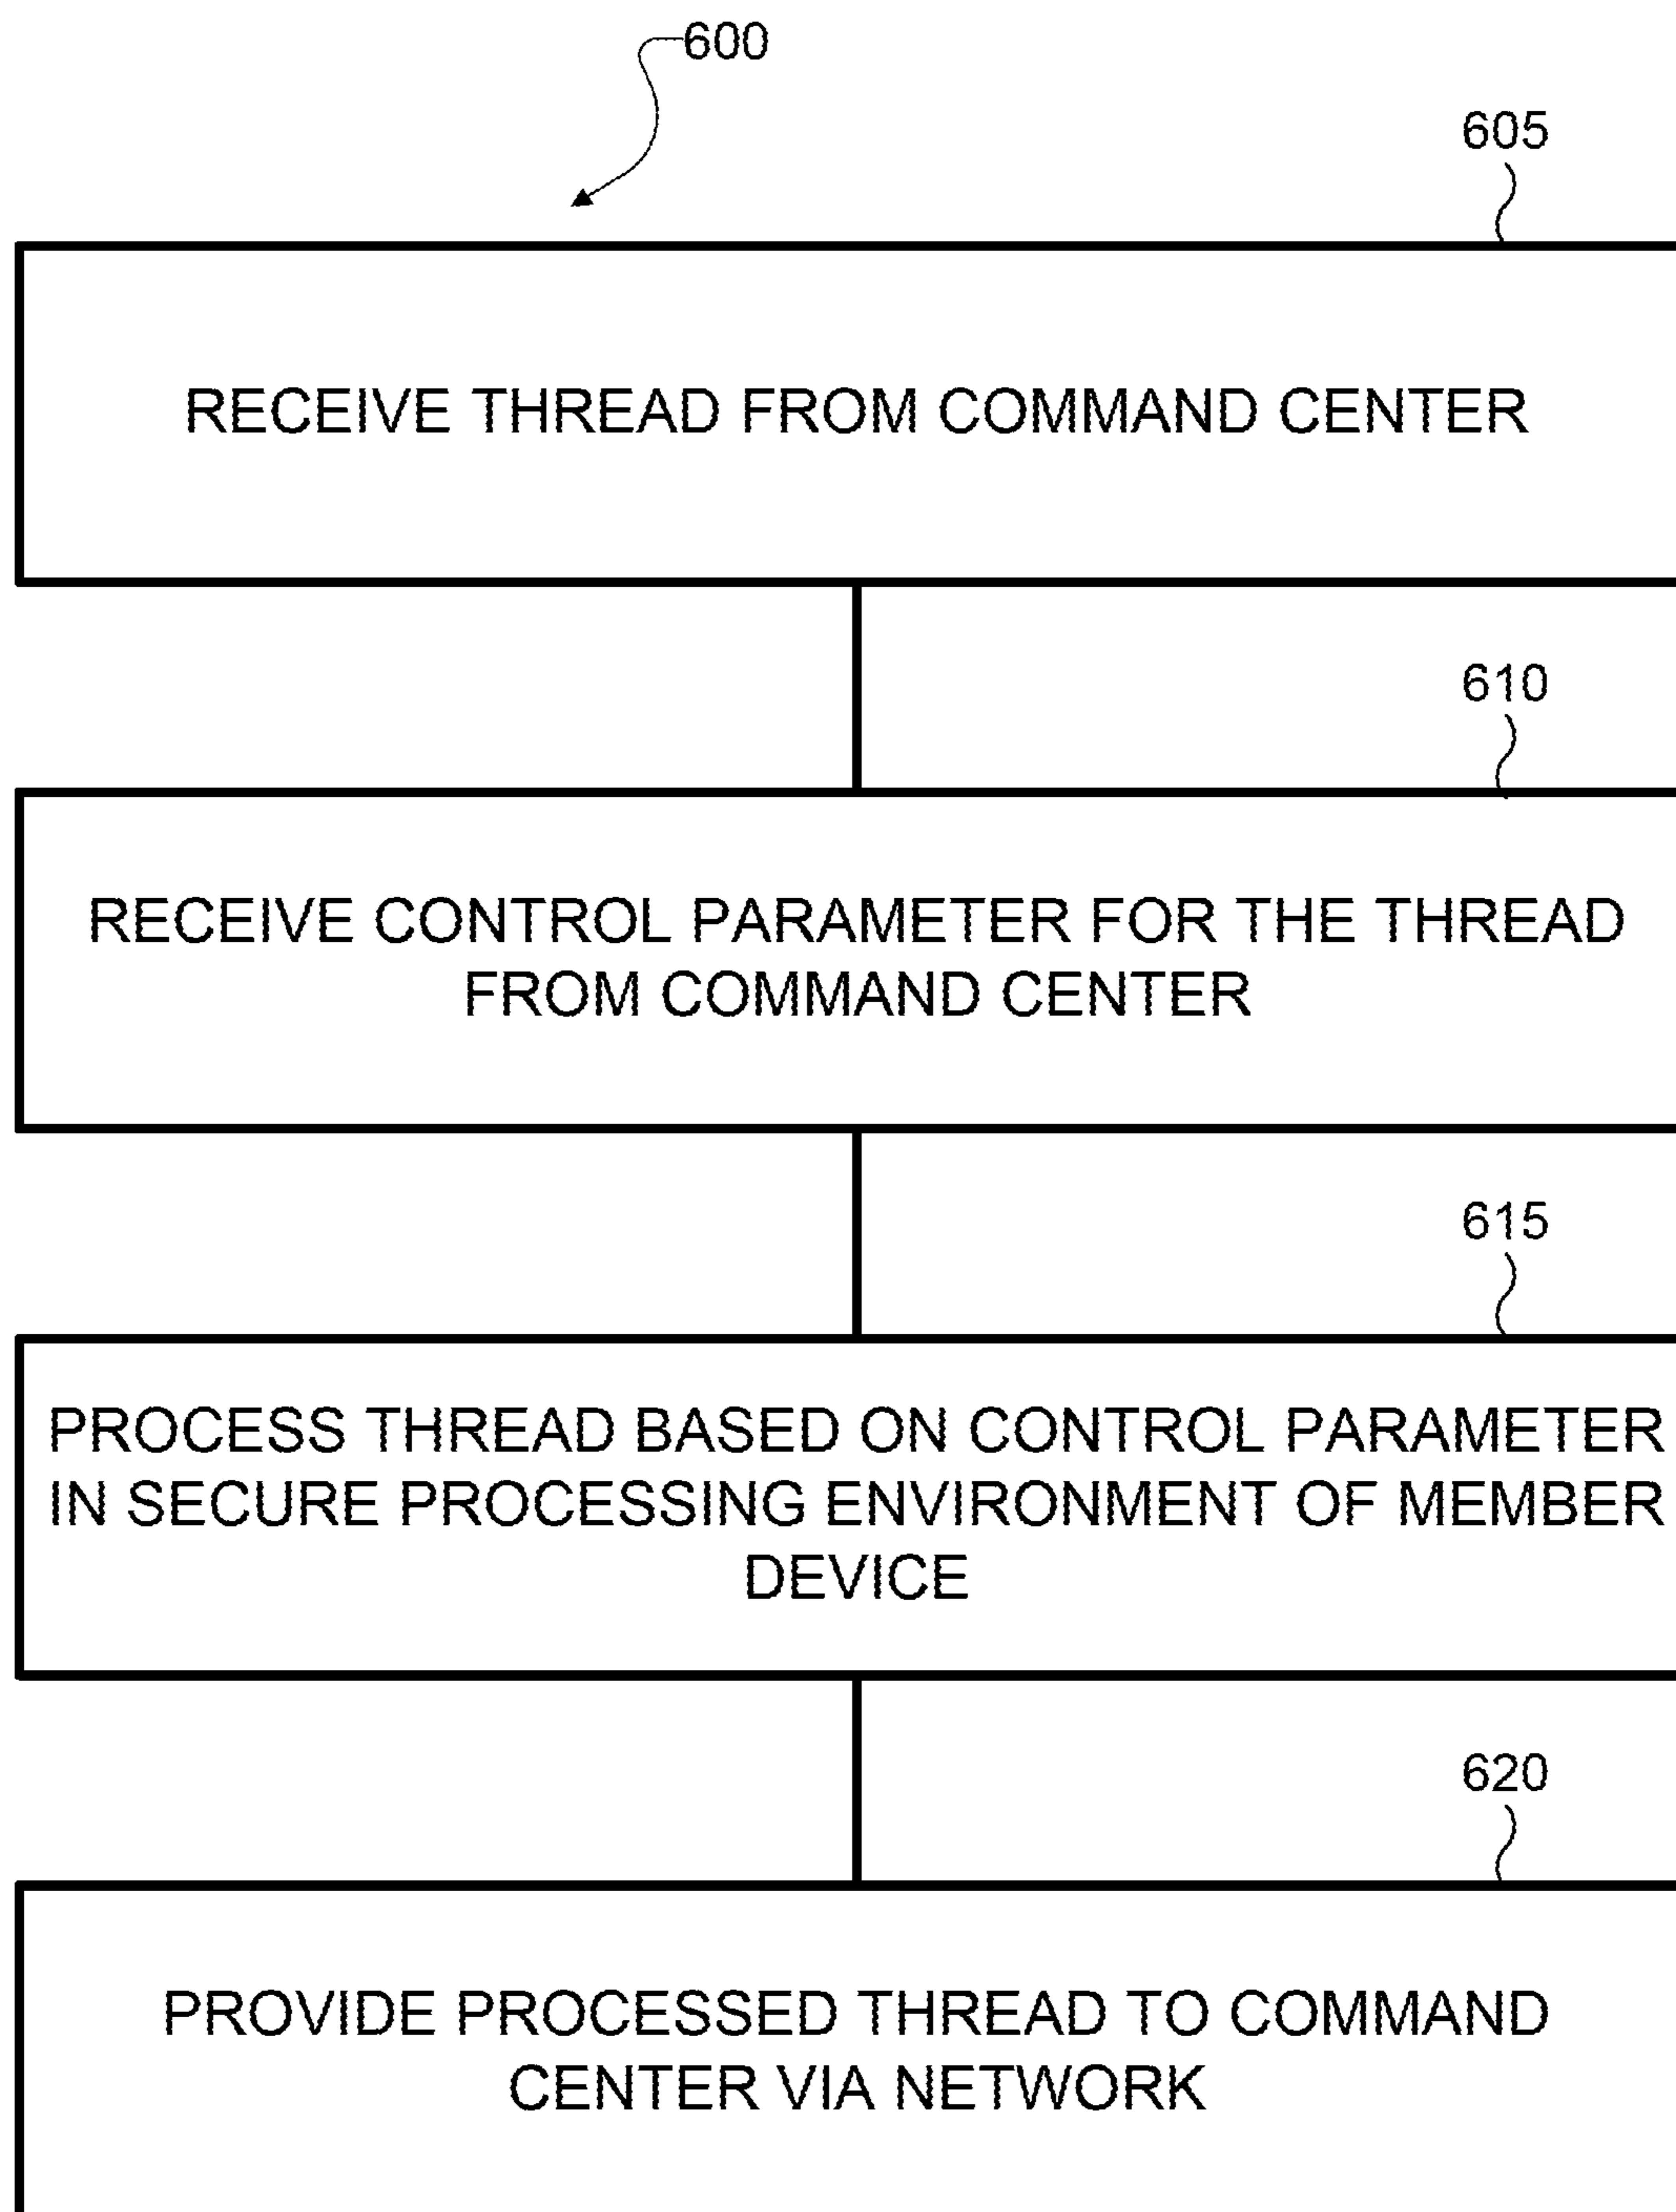 600
605
RECEIVE THREAD FROM COMMAND CENTER
610
RECEIVE CONTROL PARAMETER FOR THE THREAD
FROM COMMAND CENTER
615
PROCESS THREAD BASED ON CONTROL PARAMETER
IN SECURE PROCESSING ENVIRONMENT OF MEMBER
DEVICE
620
PROVIDE PROCESSED THREAD TO COMMAND
CENTER VIA NETWORK